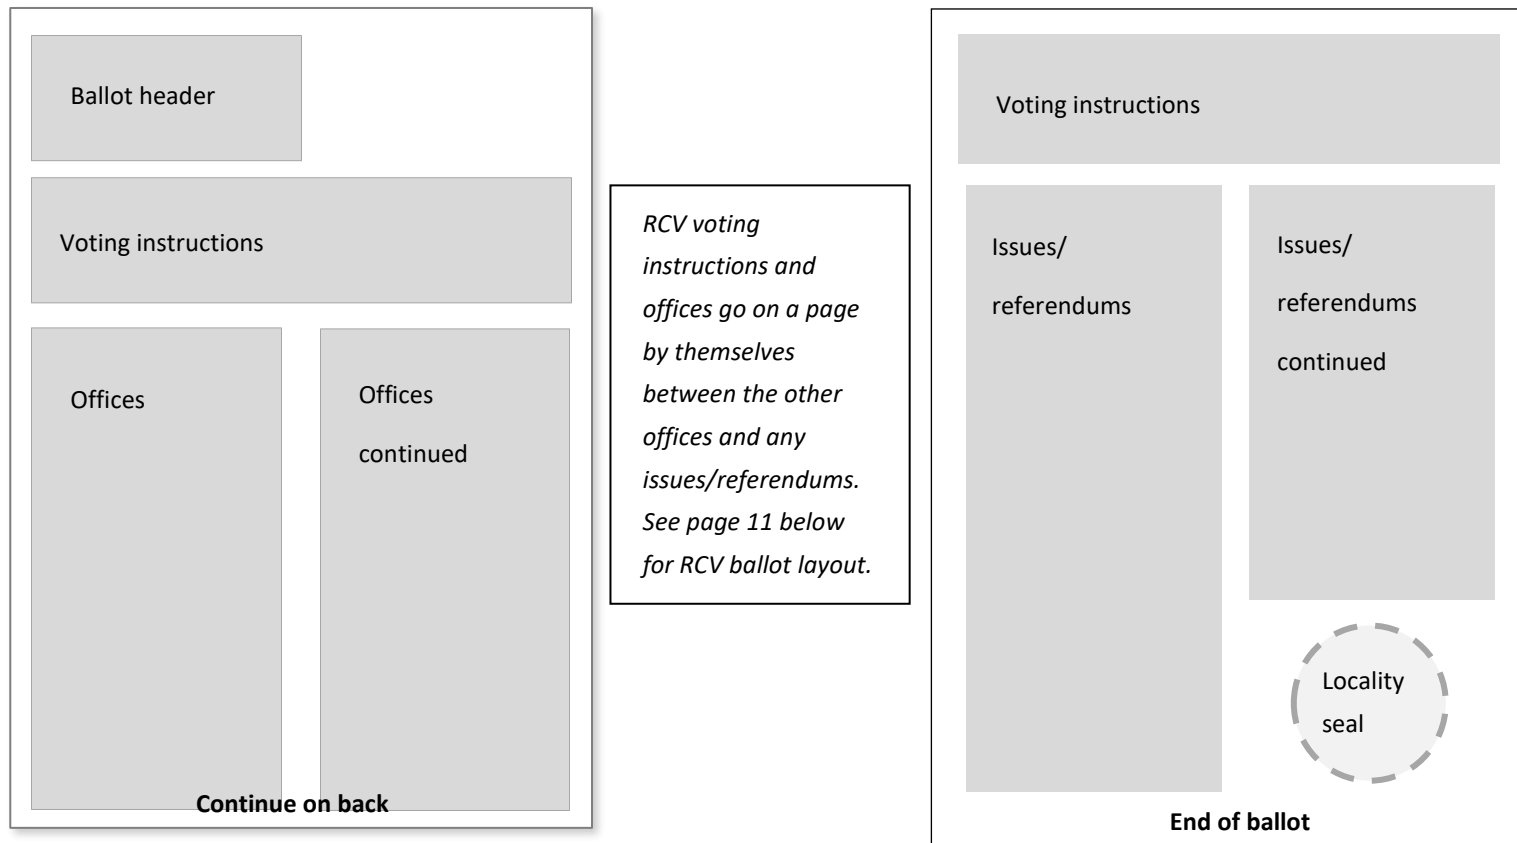 Ballot header
Voting instructions
Offices
Offices
continued
Continue on back
RCV voting
instructions and
offices go on a page
by themselves
between the other
offices and any
issues/referendums.
See page 11 below
for RCV ballot layout.
Voting instructions
Issues/
referendums
Issues/
referendums
continued
Locality
seal
End of ballot